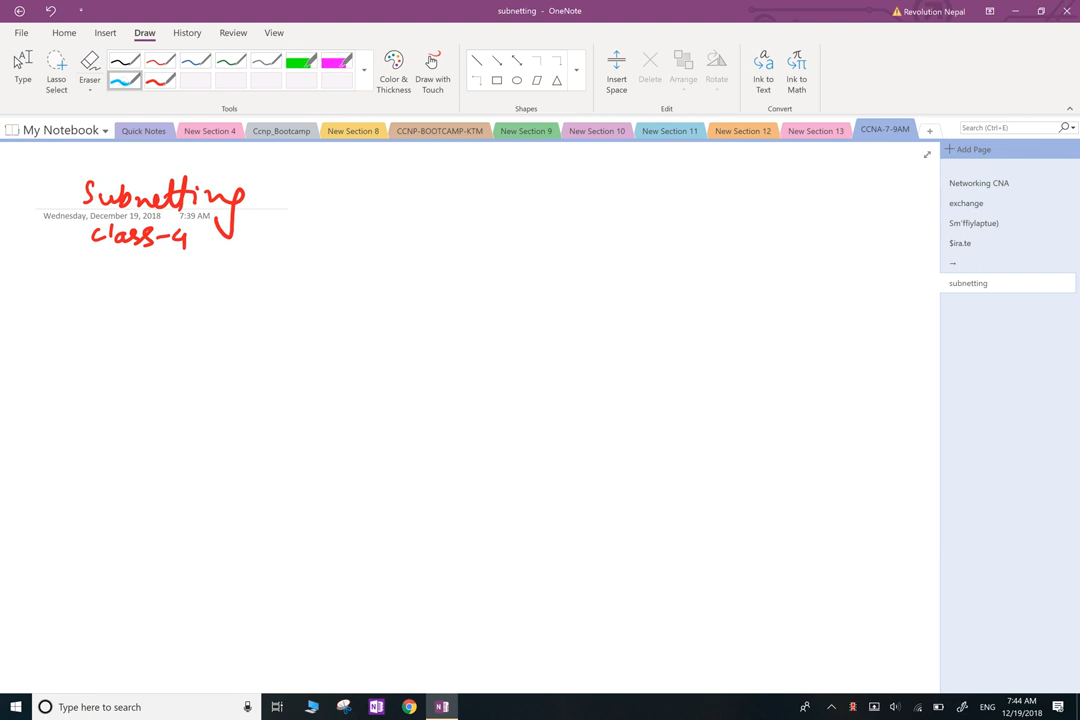 subnetting - OneNote
Revolution Nepal
File Home Insert Draw History Review View
Type
Lasso Select
Eraser
Color & Thickness
Draw with Touch
Insert Space
Delete
Arrange
Rotate
Ink to Text
Ink to Math
Tools
Shapes
Edit
Convert
My Notebook Quick Notes New Section 4 Ccnp_Bootcamp New Section 8 CCNP-BOOTCAMP-KTM New Section 9 New Section 10 New Section 11 New Section 12 New Section 13 CCNA-7-9AM + Search (Ctrl+E)
+ Add Page
Networking CNA
exchange
Sm'ffiylaptue)
$ira.te
→
subnetting
Subnetting
Wednesday, December 19, 2018 7:39 AM
class-4
Type here to search
ENG
7:44 AM
12/19/2018